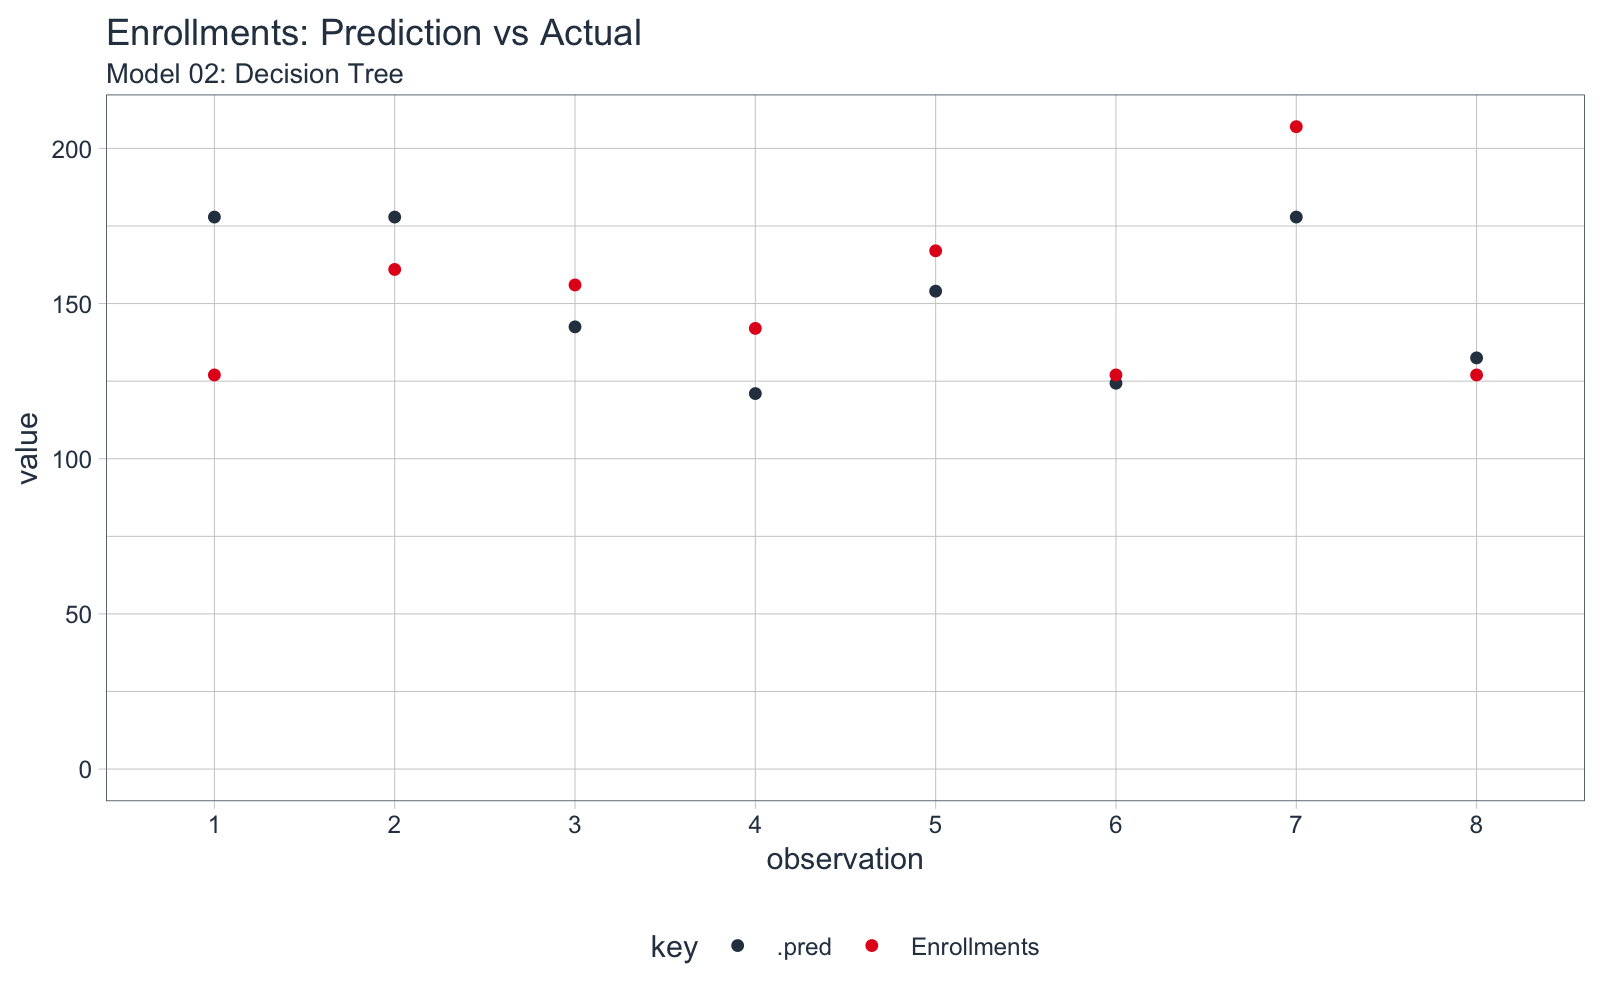 Enrollments: Prediction vs Actual
Model 02: Decision Tree
200
150
100
50
0
value
1 2 3 4 5 6 7 8
observation
key .pred Enrollments